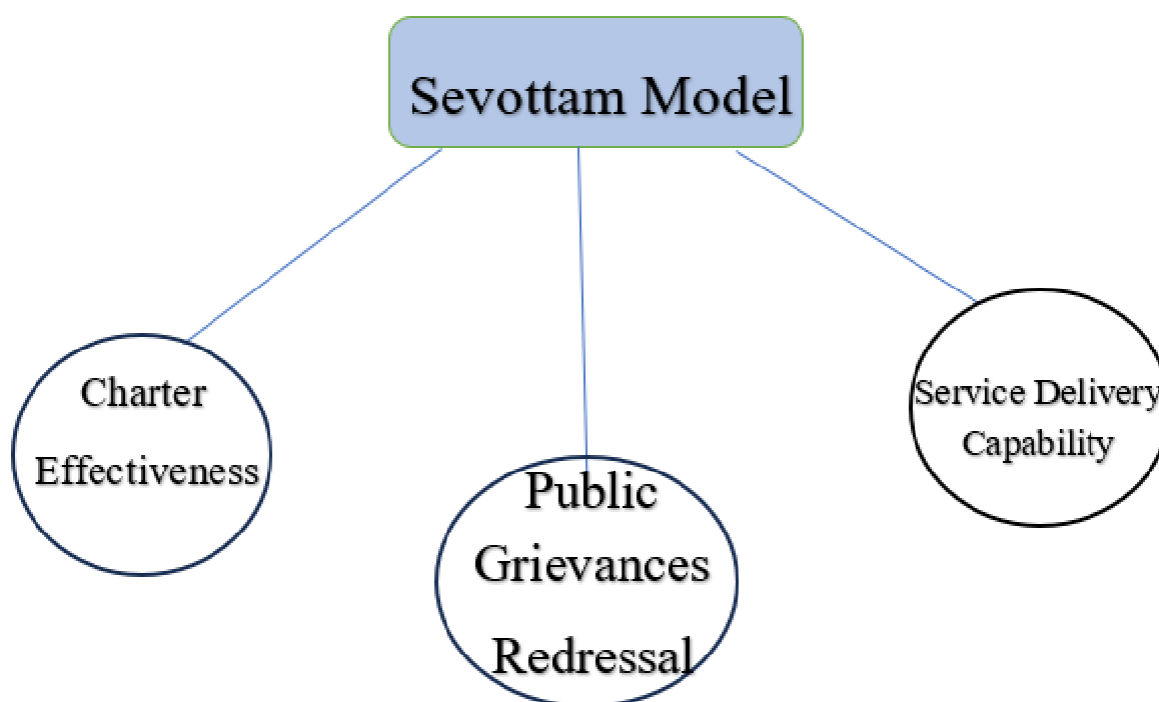 Sevottam Model
Charter
Effectiveness
Public
Grievances
Redressal
Service Delivery
Capability